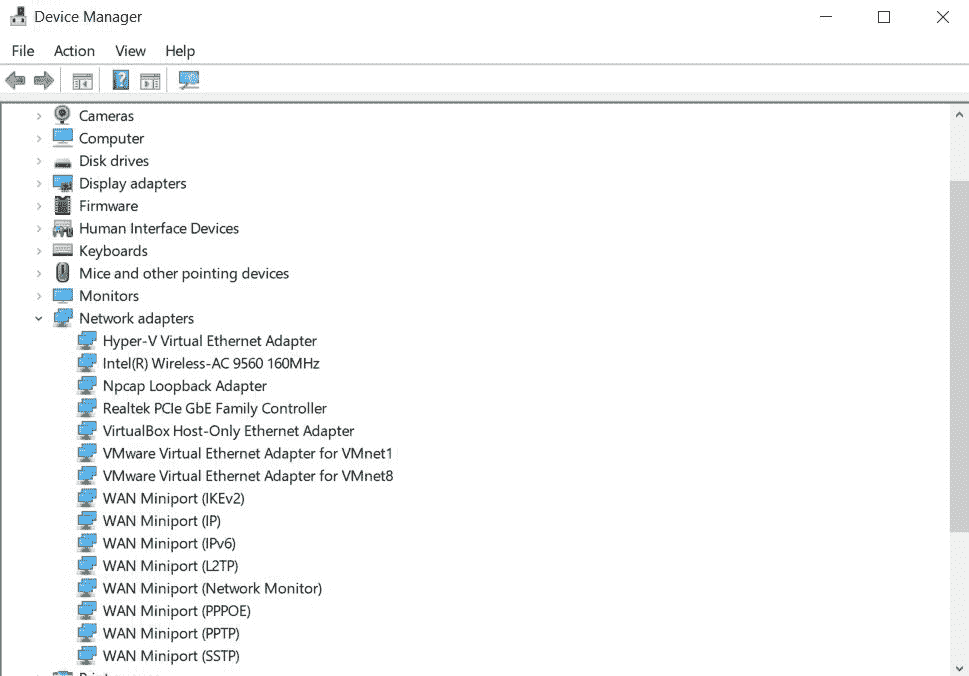 Device Manager
File Action View Help
Cameras
Computer
Disk drives
Display adapters
Firmware
Human Interface Devices
Keyboards
Mice and other pointing devices
Monitors
Network adapters
Hyper-V Virtual Ethernet Adapter
Intel(R) Wireless-AC 9560 160MHz
Npcap Loopback Adapter
Realtek PCIe GbE Family Controller
VirtualBox Host-Only Ethernet Adapter
VMware Virtual Ethernet Adapter for VMnet1
VMware Virtual Ethernet Adapter for VMnet8
WAN Miniport (IKEv2)
WAN Miniport (IP)
WAN Miniport (IPv6)
WAN Miniport (L2TP)
WAN Miniport (Network Monitor)
WAN Miniport (PPPOE)
WAN Miniport (PPTP)
WAN Miniport (SSTP)